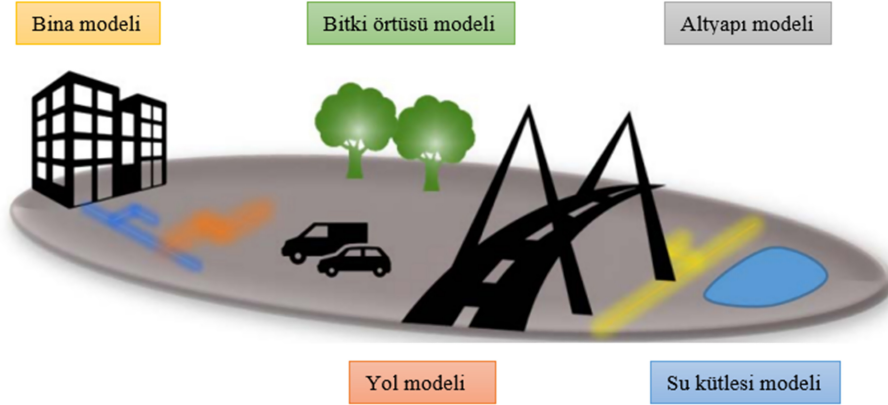 Bina modeli
Bitki örtüsü modeli
Altyapı modeli
Yol modeli
Su kütlesi modeli